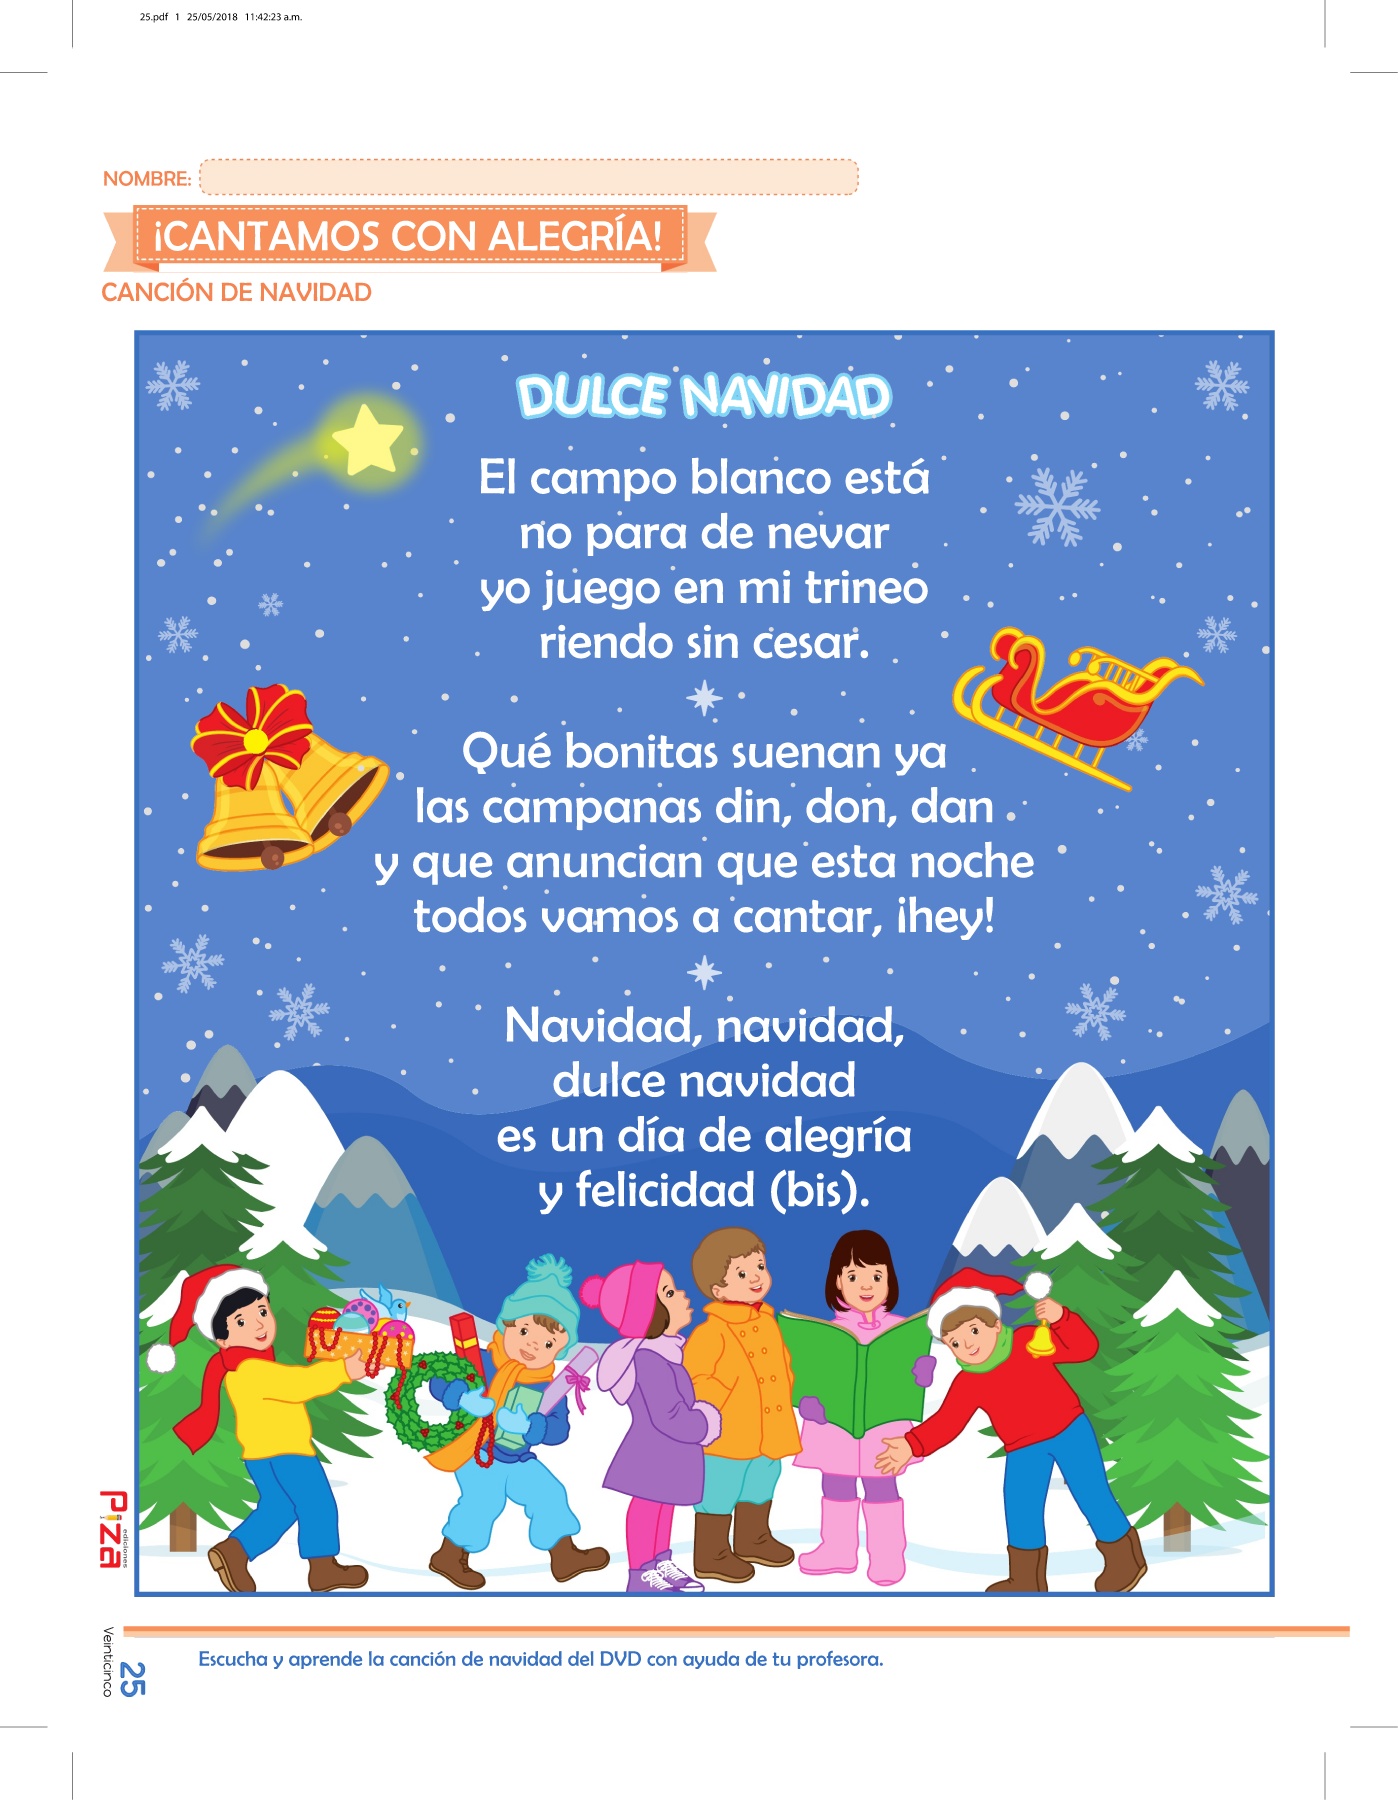 25.pdf 1 25/05/2018 11:42:23 a.m.
NOMBRE:
¡CANTAMOS CON ALEGRÍA!
CANCIÓN DE NAVIDAD
DULCE NAVIDAD
El campo blanco está
no para de nevar
yo juego en mi trineo
riendo sin cesar.
Qué bonitas suenan ya
las campanas din, don, dan
y que anuncian que esta noche
todos vamos a cantar, ¡hey!
Navidad, navidad,
dulce navidad
es un día de alegría
y felicidad (bis).
Piza
ediciones
Veinticinco
25
Escucha y aprende la canción de navidad del DVD con ayuda de tu profesora.